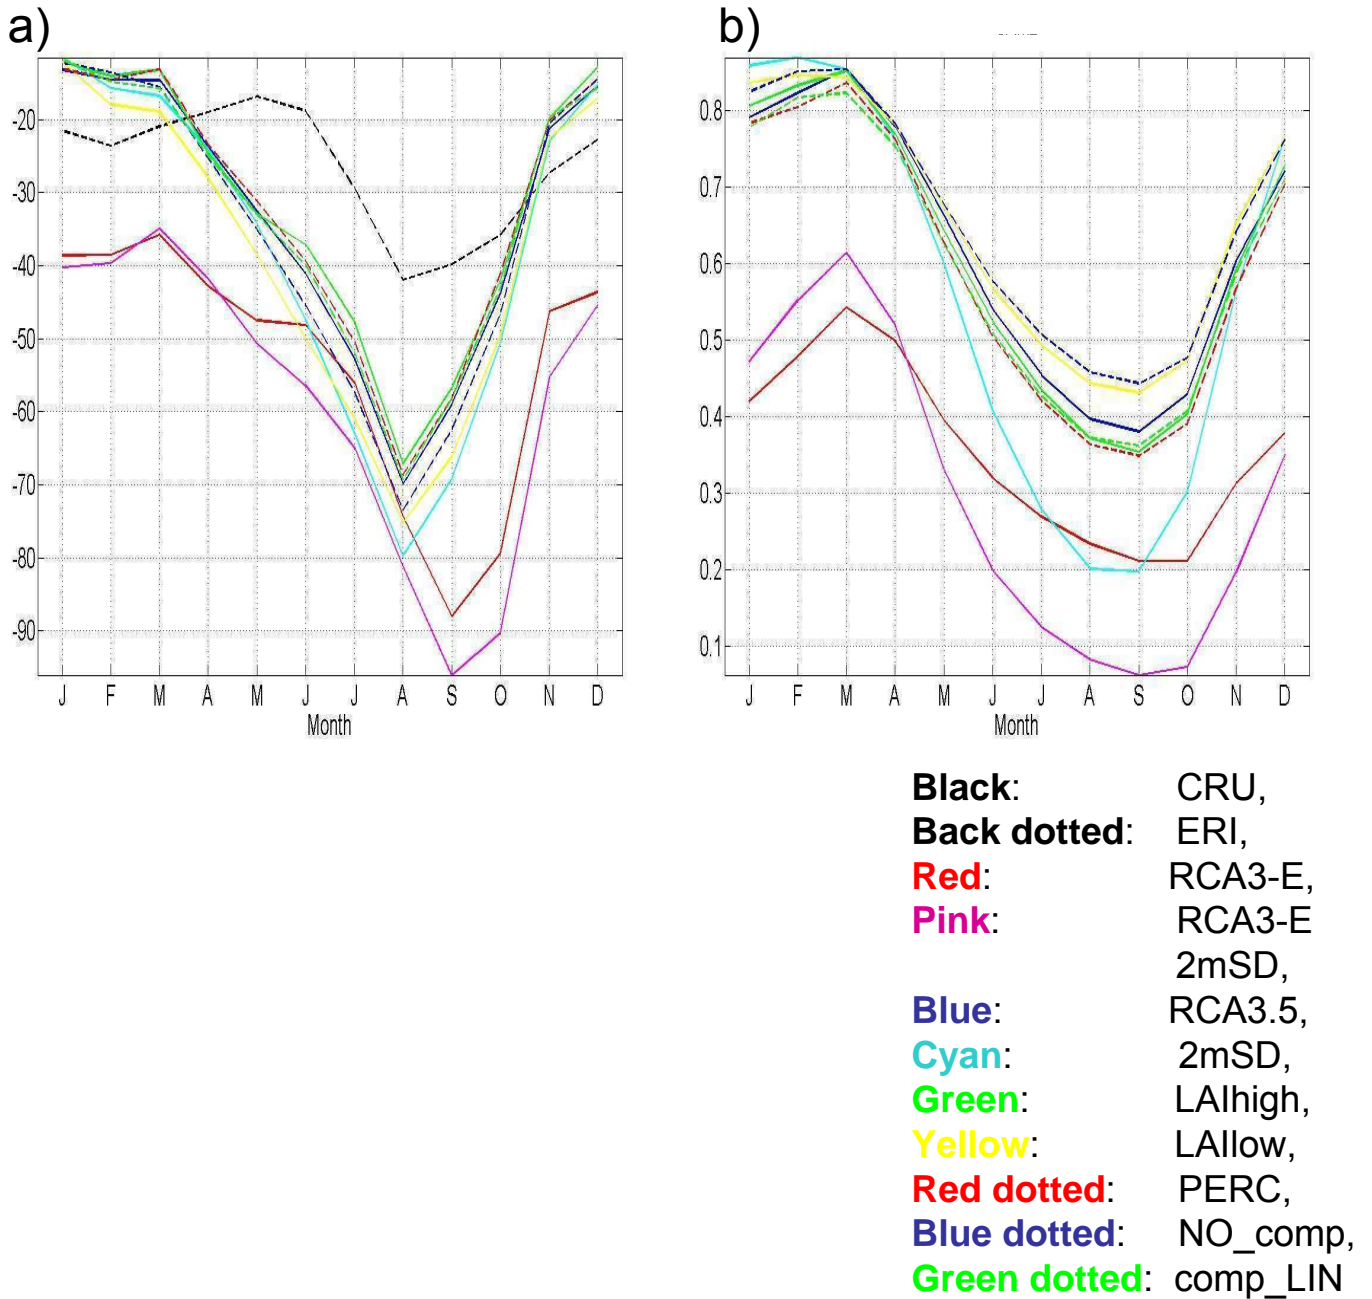 a)
-20
-30
-40
-50
-60
-70
-80
-90
J F M A M J J A S O N D
Month
b)
0.8
0.7
0.6
0.5
0.4
0.3
0.2
0.1
J F M A M J J A S O N D
Month
Black: CRU,
Back dotted: ERI,
Red: RCA3-E,
Pink: RCA3-E
2mSD,
Blue: RCA3.5,
Cyan: 2mSD,
Green: LAIhigh,
Yellow: LAIlow,
Red dotted: PERC,
Blue dotted: NO_comp,
Green dotted: comp_LIN